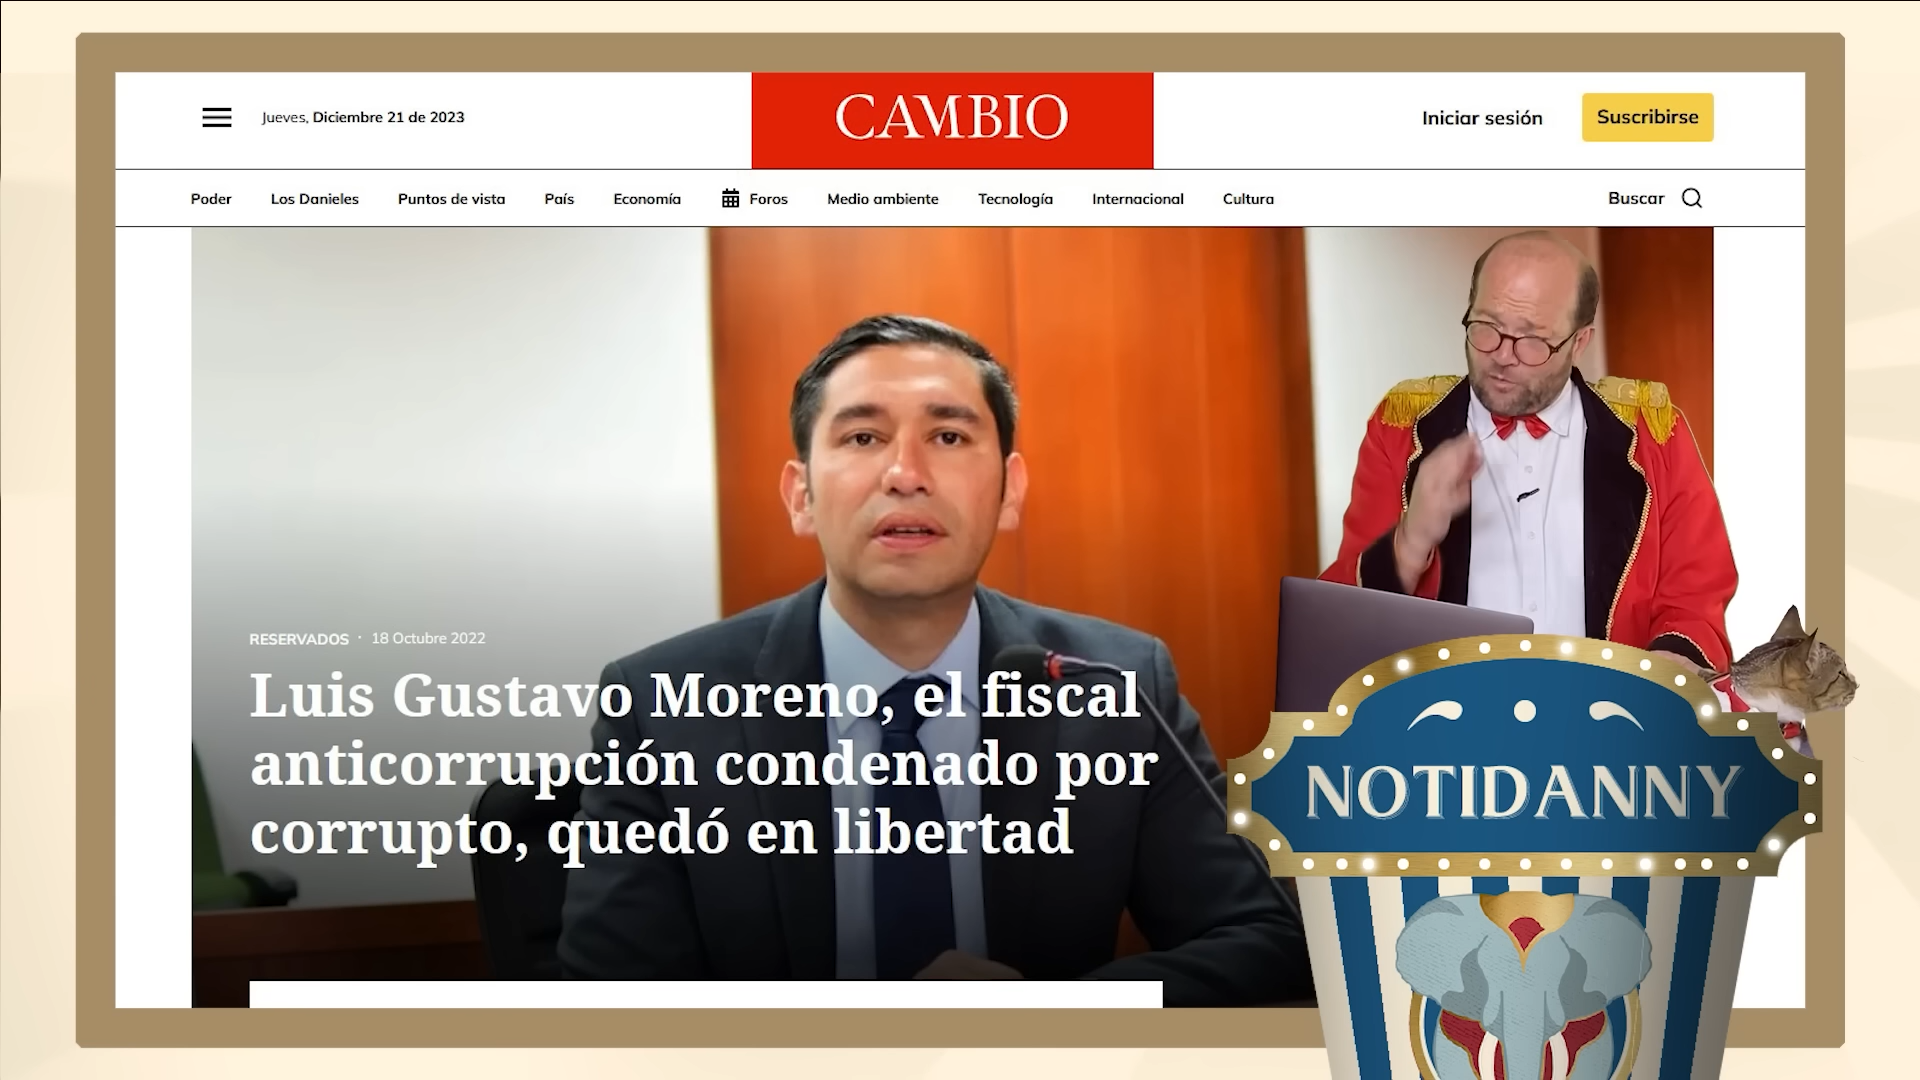 Jueves, Diciembre 21 de 2023
CAMBIO
Iniciar sesión
Suscribirse
Poder
Los Danieles
Puntos de vista
País
Economía
Foros
Medio ambiente
Tecnología
Internacional
Cultura
Buscar
RESERVADOS · 18 Octubre 2022
Luis Gustavo Moreno, el fiscal
anticorrupción condenado por
corrupto, quedó en libertad
NOTIDANNY